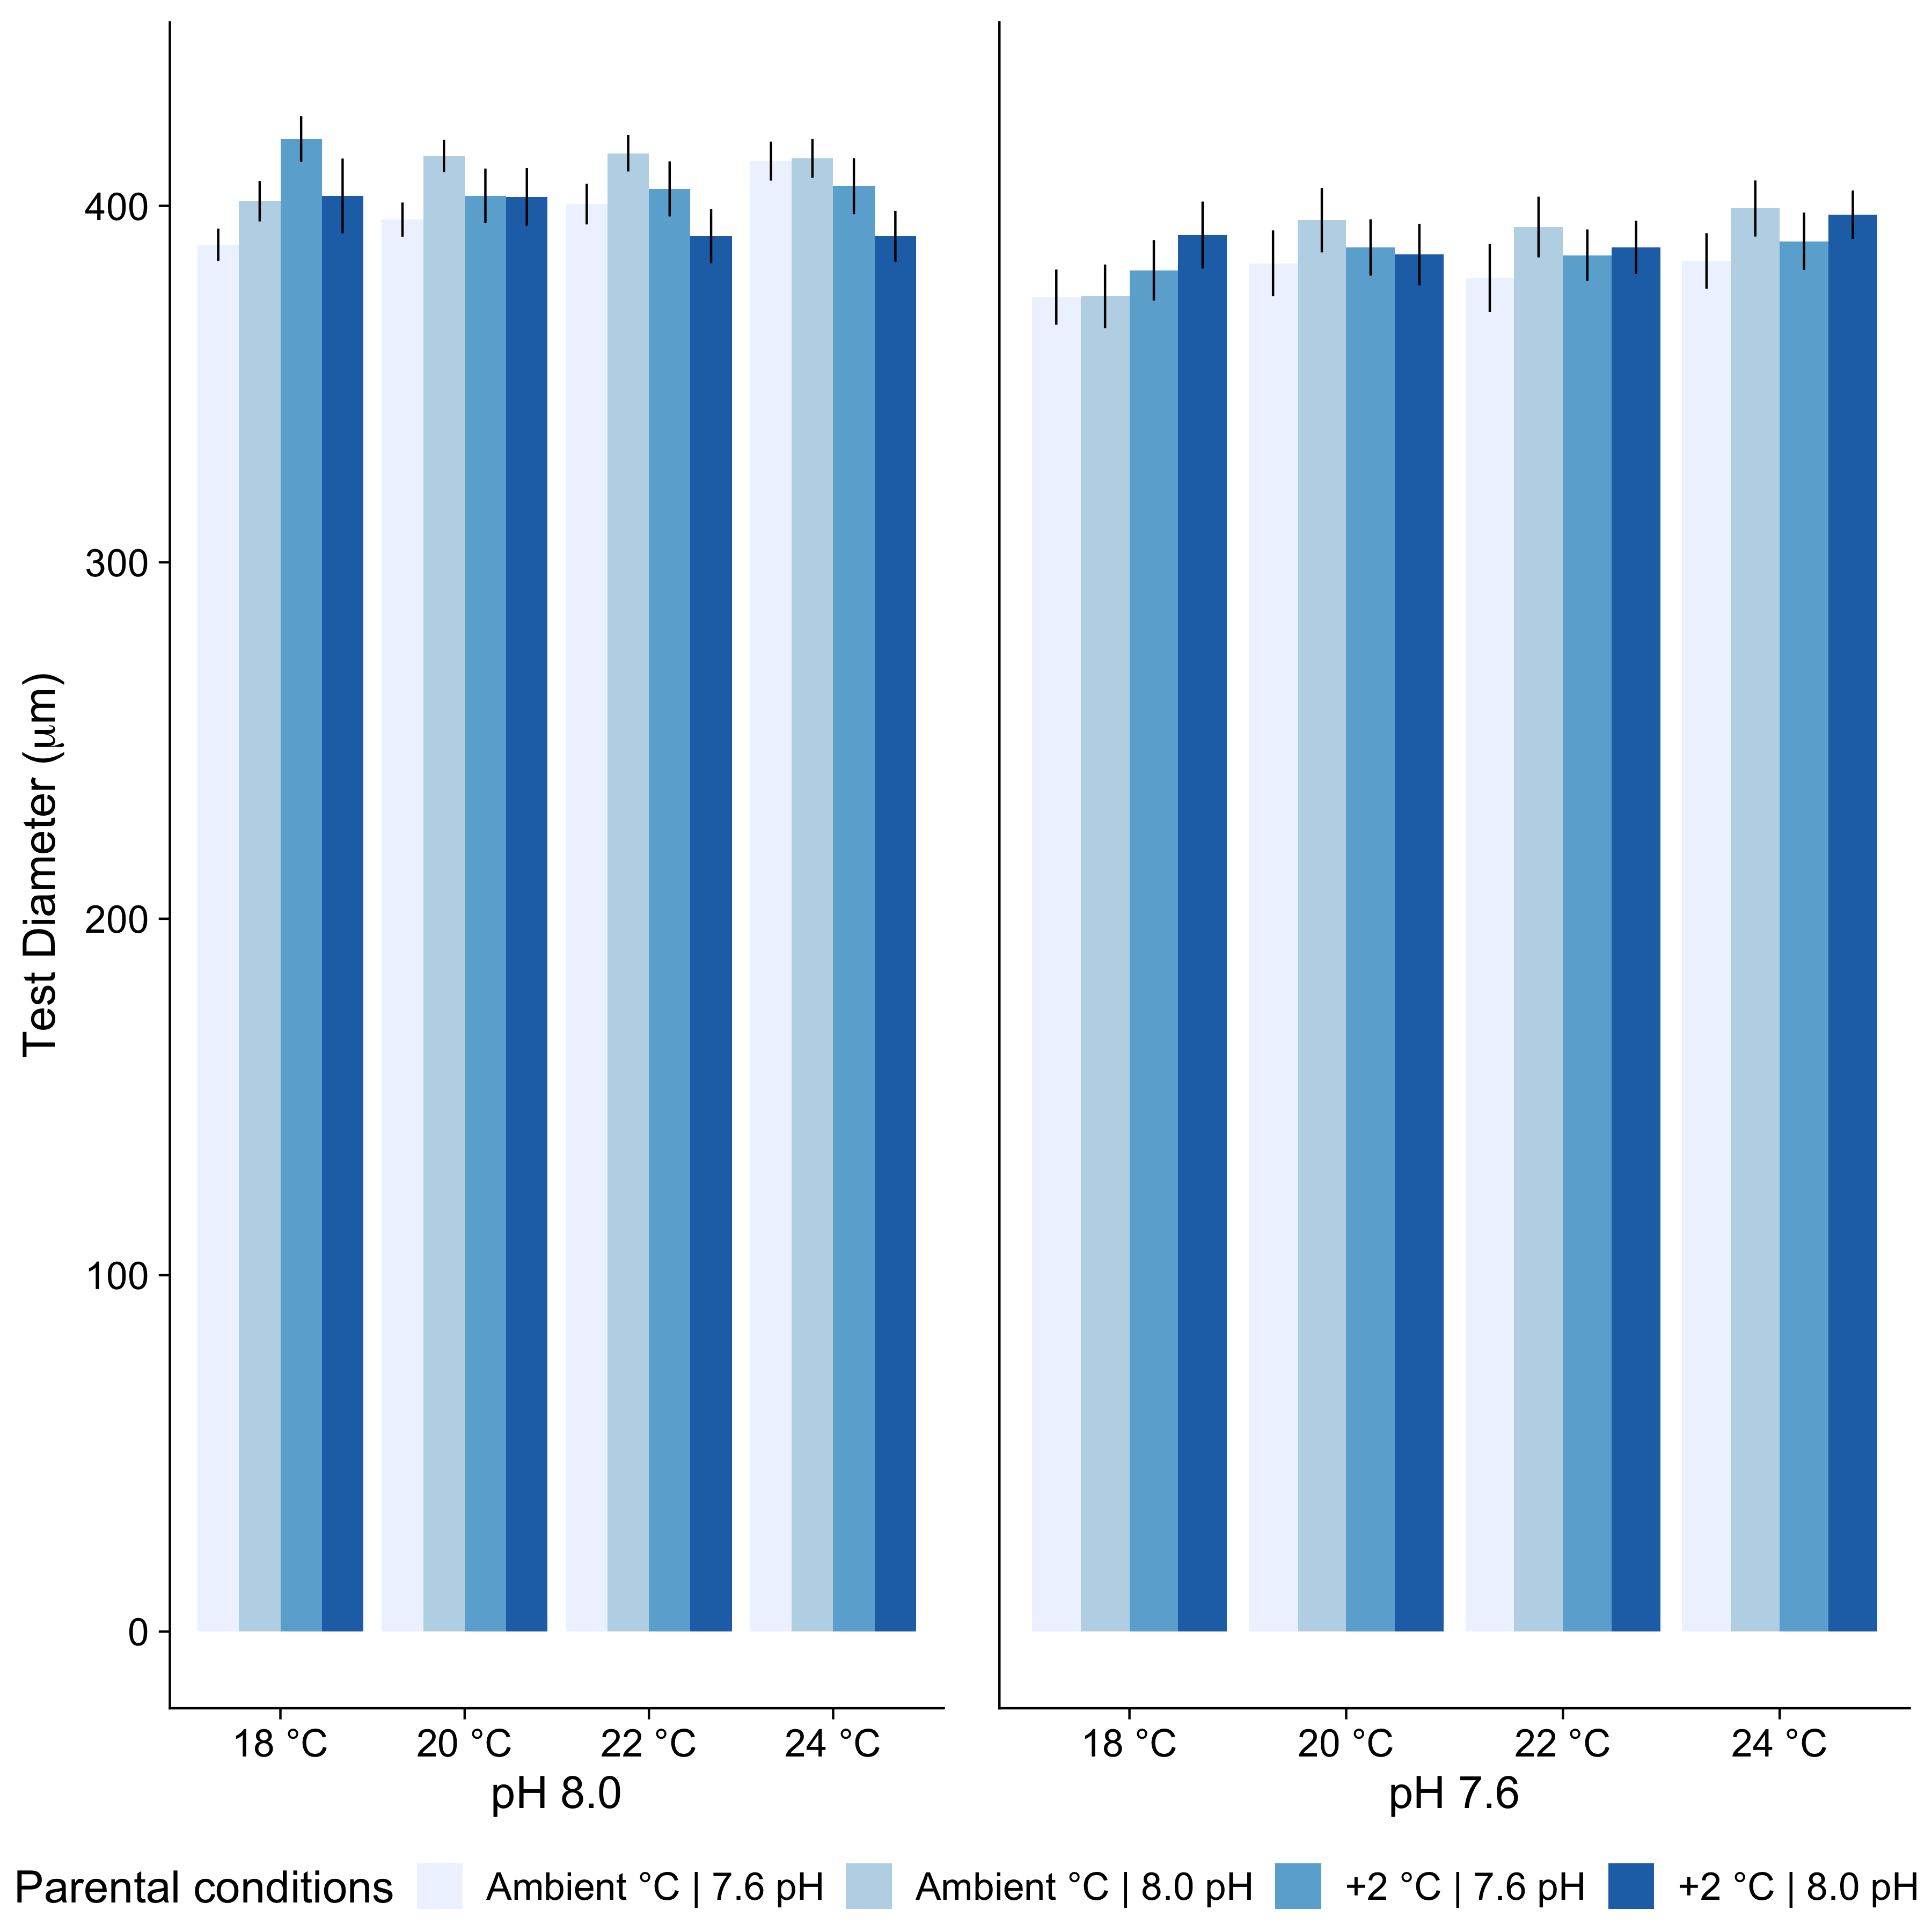 Test Diameter (µm)
400
300
200
100
0
18 °C 20 °C 22 °C 24 °C
pH 8.0
18 °C 20 °C 22 °C 24 °C
pH 7.6
Parental conditions Ambient °C | 7.6 pH Ambient °C | 8.0 pH +2 °C | 7.6 pH +2 °C | 8.0 pH